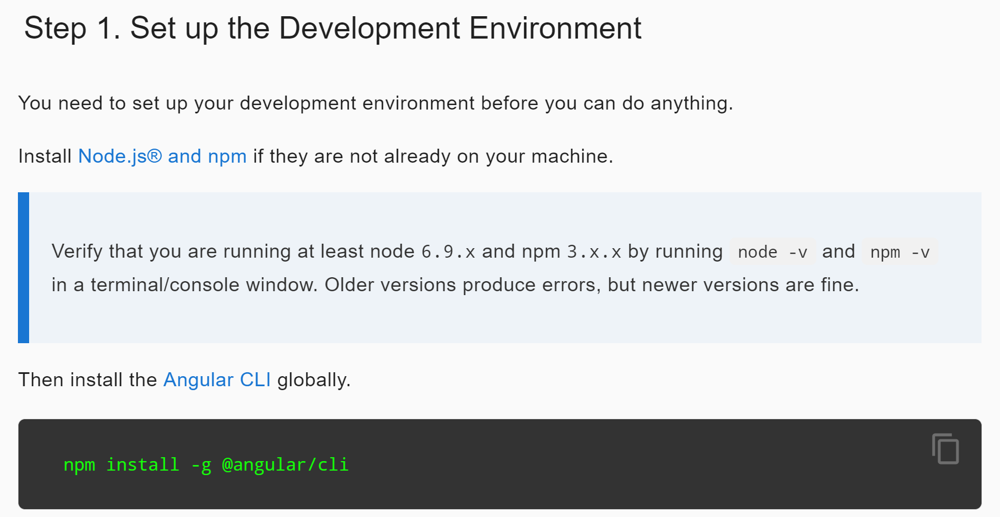 Step 1. Set up the Development Environment
You need to set up your development environment before you can do anything.
Install Node.js® and npm if they are not already on your machine.
Verify that you are running at least node 6.9.x and npm 3.x.x by running node -v and npm -v
in a terminal/console window. Older versions produce errors, but newer versions are fine.
Then install the Angular CLI globally.
npm install -g @angular/cli